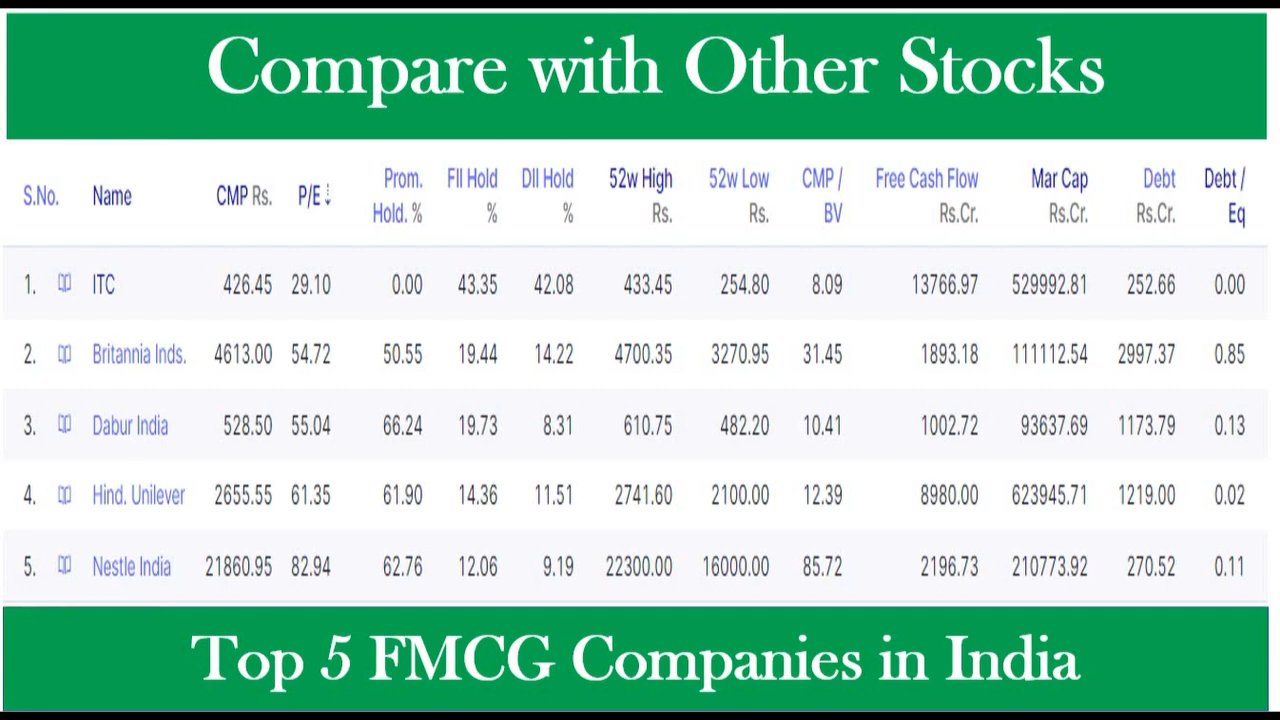 Compare with Other Stocks
S.No. Name CMP Rs. P/E ↓ Prom. Hold. % FII Hold % DII Hold % 52w High Rs. 52w Low Rs. CMP / BV Free Cash Flow Rs.Cr. Mar Cap Rs.Cr. Debt Rs.Cr. Debt / Eq
1. ITC 426.45 29.10 0.00 43.35 42.08 433.45 254.80 8.09 13766.97 529992.81 252.66 0.00
2. Britannia Inds. 4613.00 54.72 50.55 19.44 14.22 4700.35 3270.95 31.45 1893.18 111112.54 2997.37 0.85
3. Dabur India 528.50 55.04 66.24 19.73 8.31 610.75 482.20 10.41 1002.72 93637.69 1173.79 0.13
4. Hind. Unilever 2655.55 61.35 61.90 14.36 11.51 2741.60 2100.00 12.39 8980.00 623945.71 1219.00 0.02
5. Nestle India 21860.95 82.94 62.76 12.06 9.19 22300.00 16000.00 85.72 2196.73 210773.92 270.52 0.11
Top 5 FMCG Companies in India